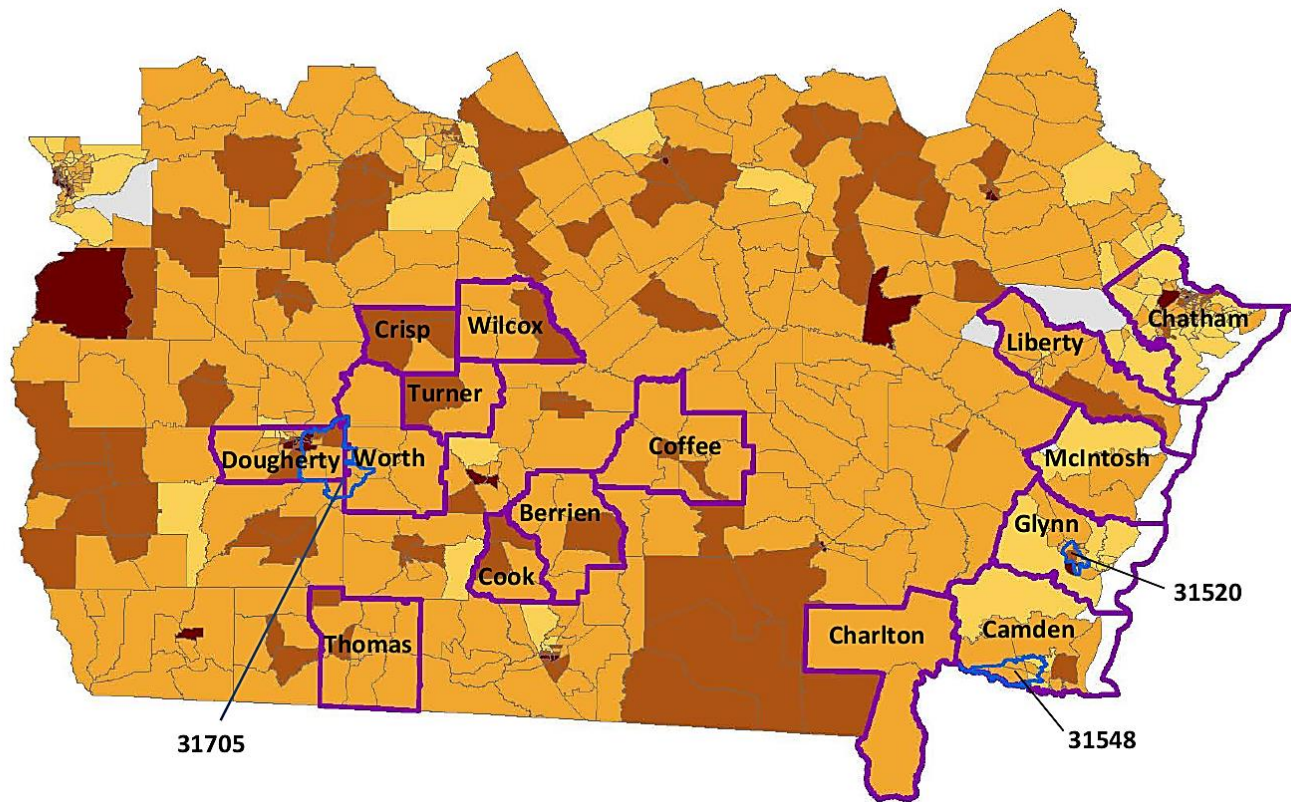 Crisp
Wilcox
Chatham
Liberty
Turner
Dougherty
Worth
Coffee
McIntosh
Berrien
Glynn
Cook
31520
Thomas
Charlton
Camden
31705
31548